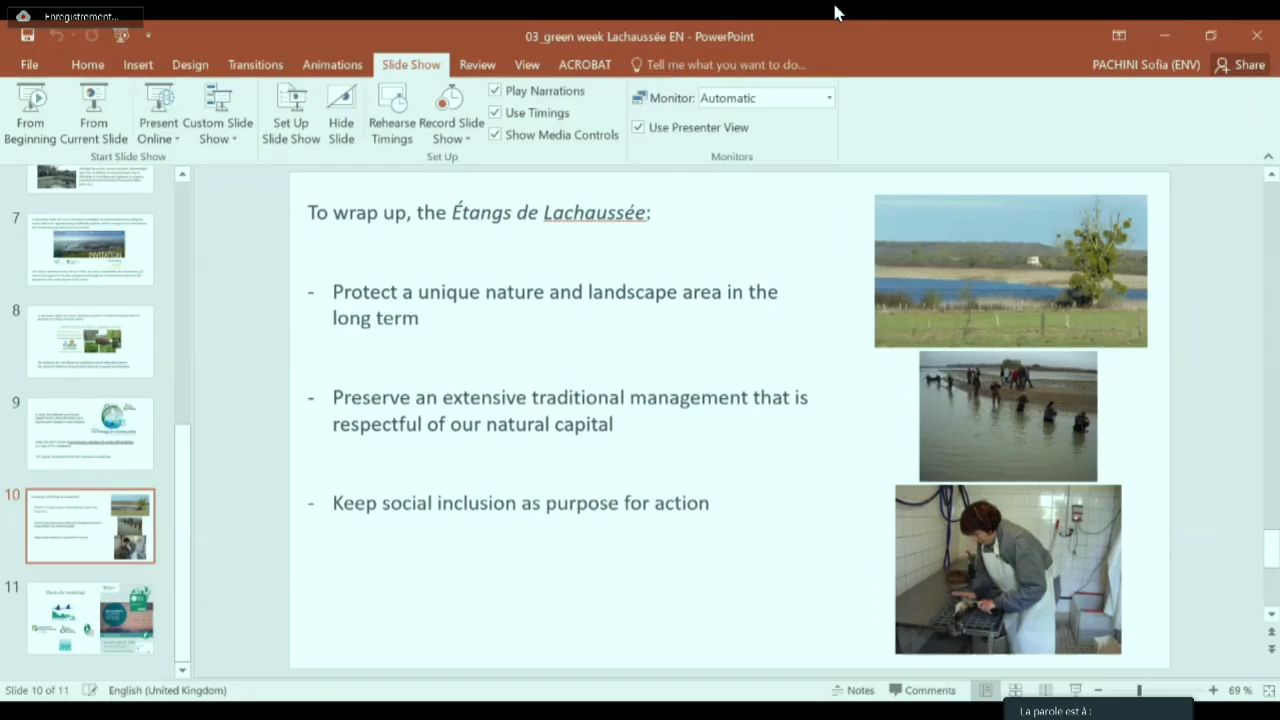 Enregistrement...
03_green week Lachaussée EN - PowerPoint
File Home Insert Design Transitions Animations Slide Show Review View ACROBAT Tell me what you want to do... PACHINI Sofia (ENV) Share
From Beginning
From Current Slide
Present Online
Custom Slide Show
Set Up Slide Show
Hide Slide
Rehearse Timings
Record Slide Show
Play Narrations
Use Timings
Show Media Controls
Monitor: Automatic
Use Presenter View
Start Slide Show
Set Up
Monitors
7
INVITATION
8
9
10
11
To wrap up, the Étangs de Lachaussée:
- Protect a unique nature and landscape area in the
long term
- Preserve an extensive traditional management that is
respectful of our natural capital
- Keep social inclusion as purpose for action
Slide 10 of 11 English (United Kingdom) Notes Comments 69 %
La parole est à :